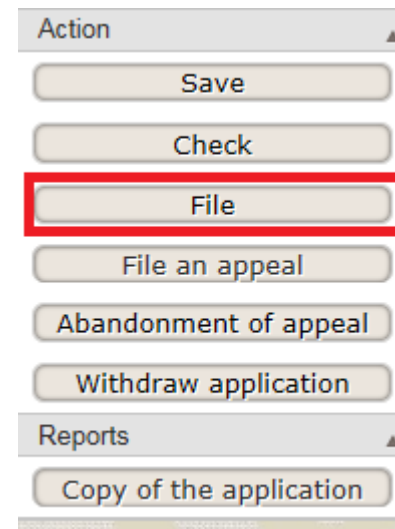 Action
Save
Check
File
File an appeal
Abandonment of appeal
Withdraw application
Reports
Copy of the application